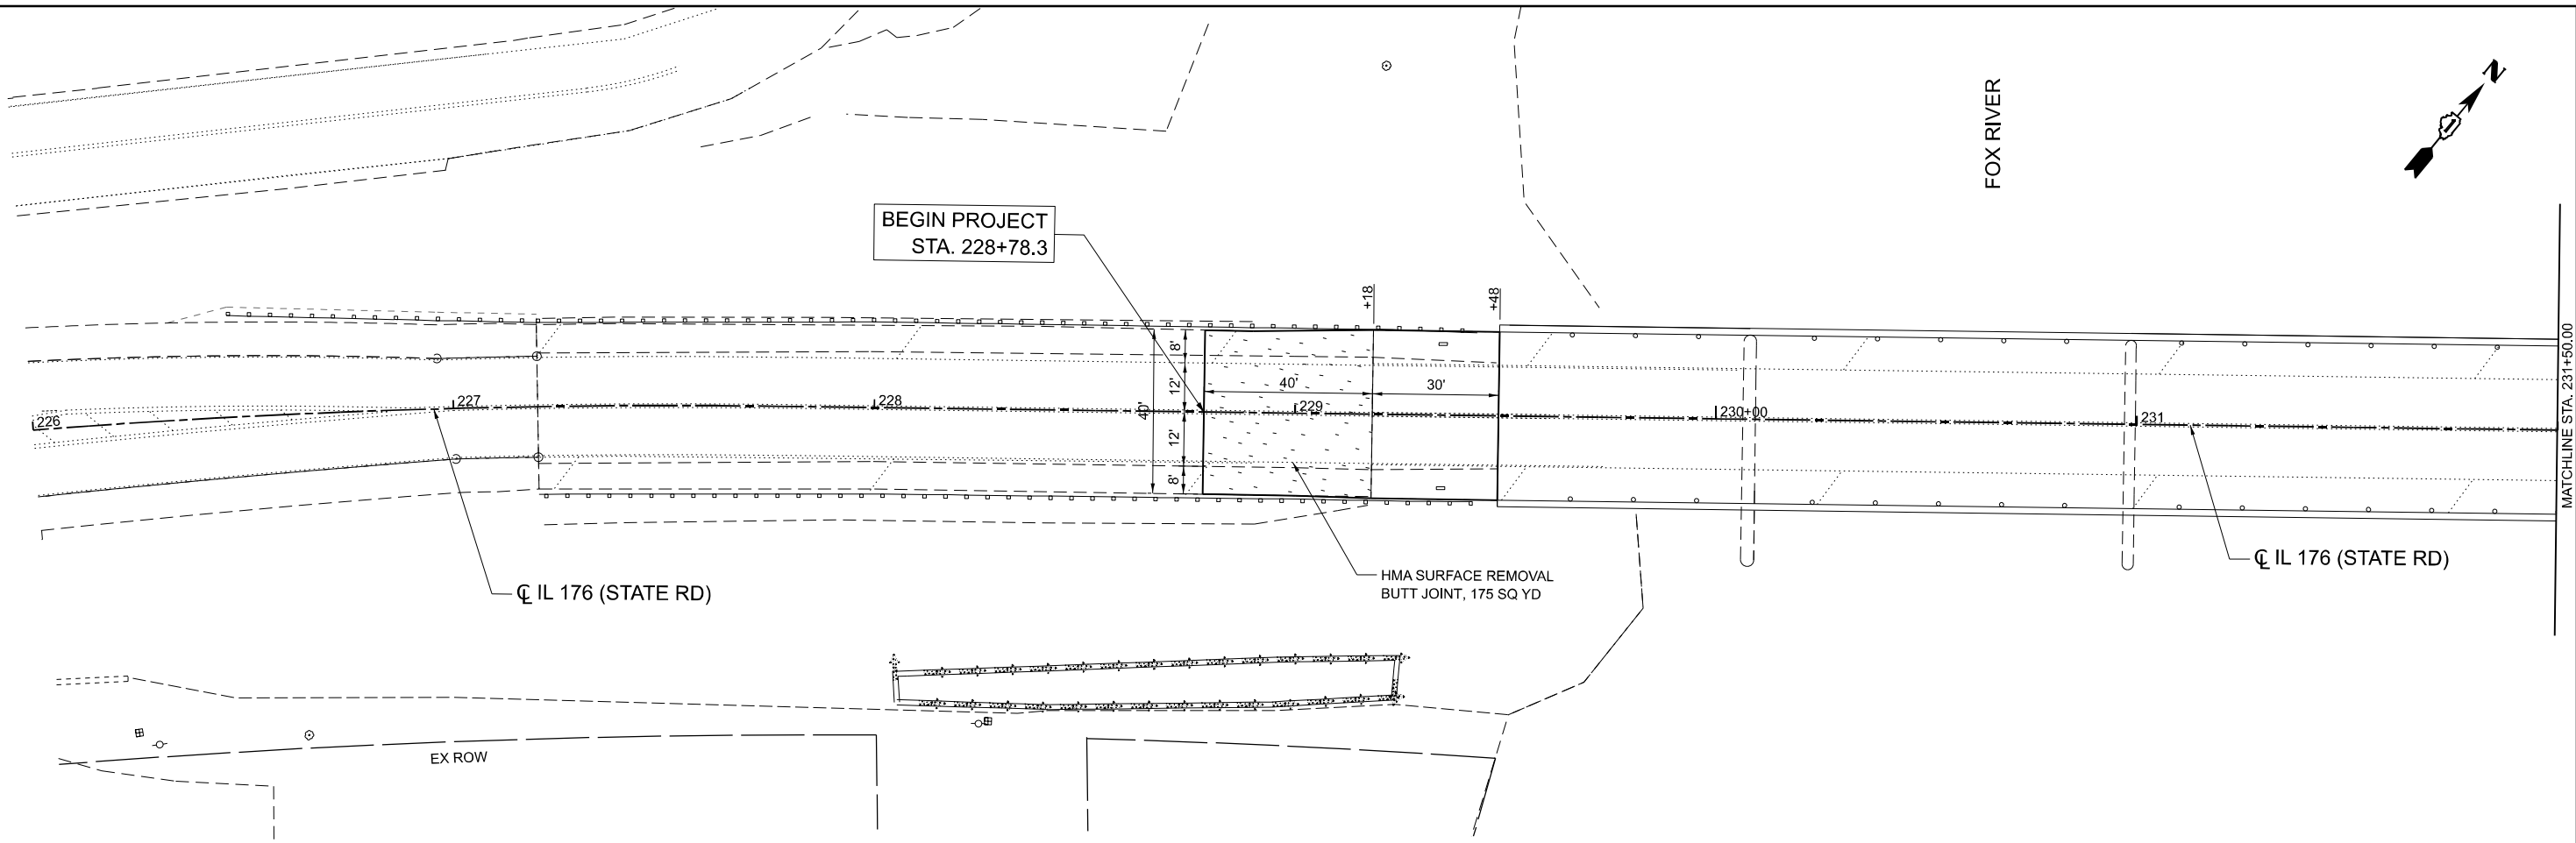 N
FOX RIVER
BEGIN PROJECT
STA. 228+78.3
+18
+48
MATCHLINE STA. 231+50.00
8'
12'
40'
12'
8'
40'
30'
226
227
228
229
230+00
231
HMA SURFACE REMOVAL
BUTT JOINT, 175 SQ YD
℄ IL 176 (STATE RD)
℄ IL 176 (STATE RD)
EX ROW